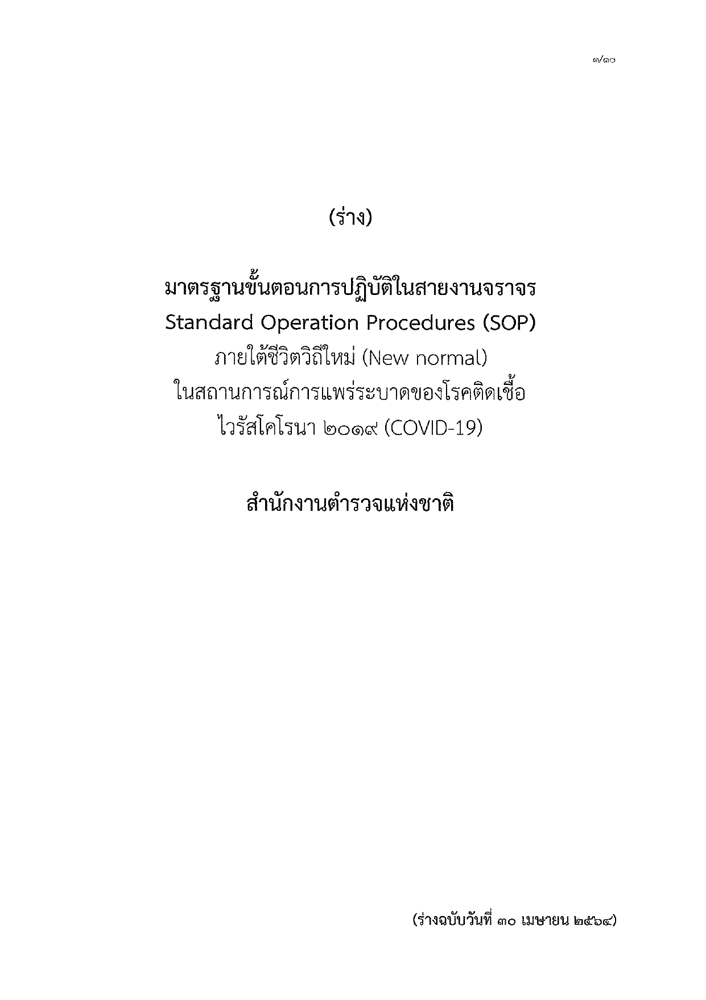 ๑/๑๐
(ร่าง)
มาตรฐานขั้นตอนการปฏิบัติในสายงานจราจร
Standard Operation Procedures (SOP)
ภายใต้ชีวิตวิถีใหม่ (New normal)
ในสถานการณ์การแพร่ระบาดของโรคติดเชื้อ
ไวรัสโคโรนา ๒๐๑๙ (COVID-19)
สำนักงานตำรวจแห่งชาติ
(ร่างฉบับวันที่ ๓๐ เมษายน ๒๕๖๔)